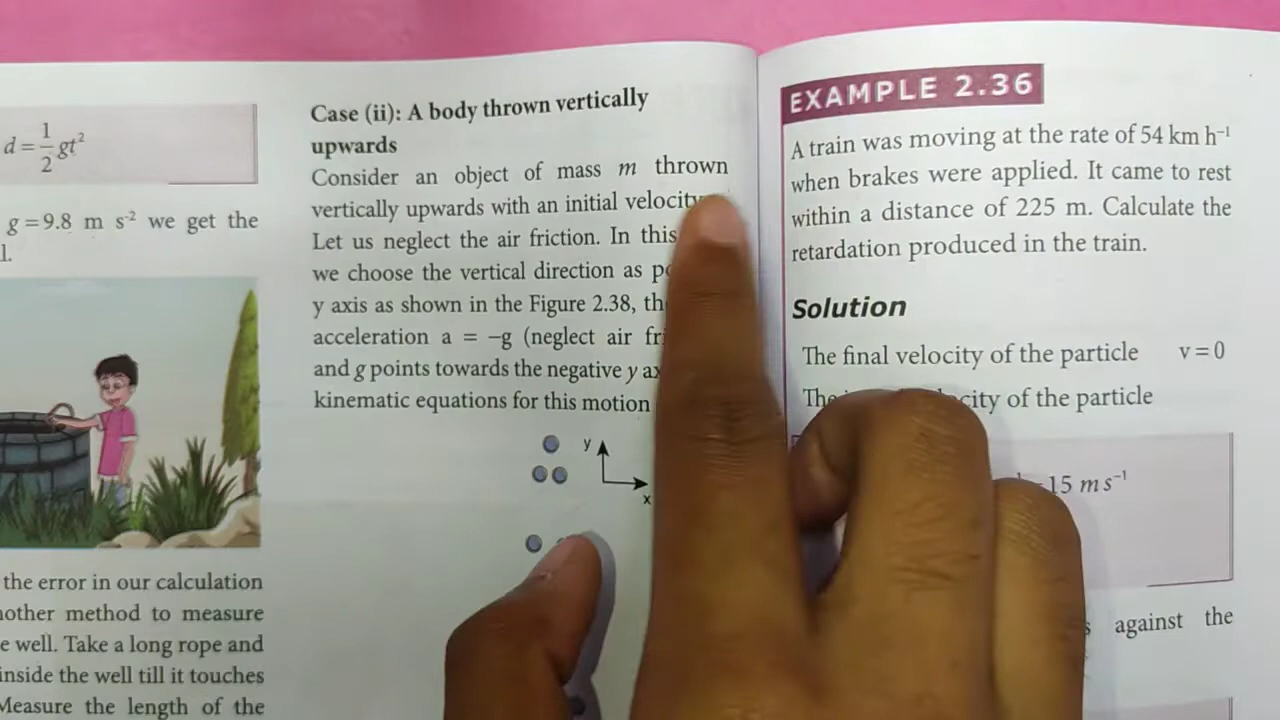 d = 1/2 gt²
g = 9.8 m s⁻² we get the
l.
the error in our calculation
nother method to measure
e well. Take a long rope and
inside the well till it touches
Measure the length of the
Case (ii): A body thrown vertically
upwards
Consider an object of mass m thrown
vertically upwards with an initial velocity
Let us neglect the air friction. In this
we choose the vertical direction as
y axis as shown in the Figure 2.38,
acceleration a = –g (neglect air
and g points towards the negative y
kinematic equations for this motion
y
x
EXAMPLE 2.36
A train was moving at the rate of 54 km h⁻¹
when brakes were applied. It came to rest
within a distance of 225 m. Calculate the
retardation produced in the train.
Solution
The final velocity of the particle v = 0
The city of the particle
15 m s⁻¹
against the